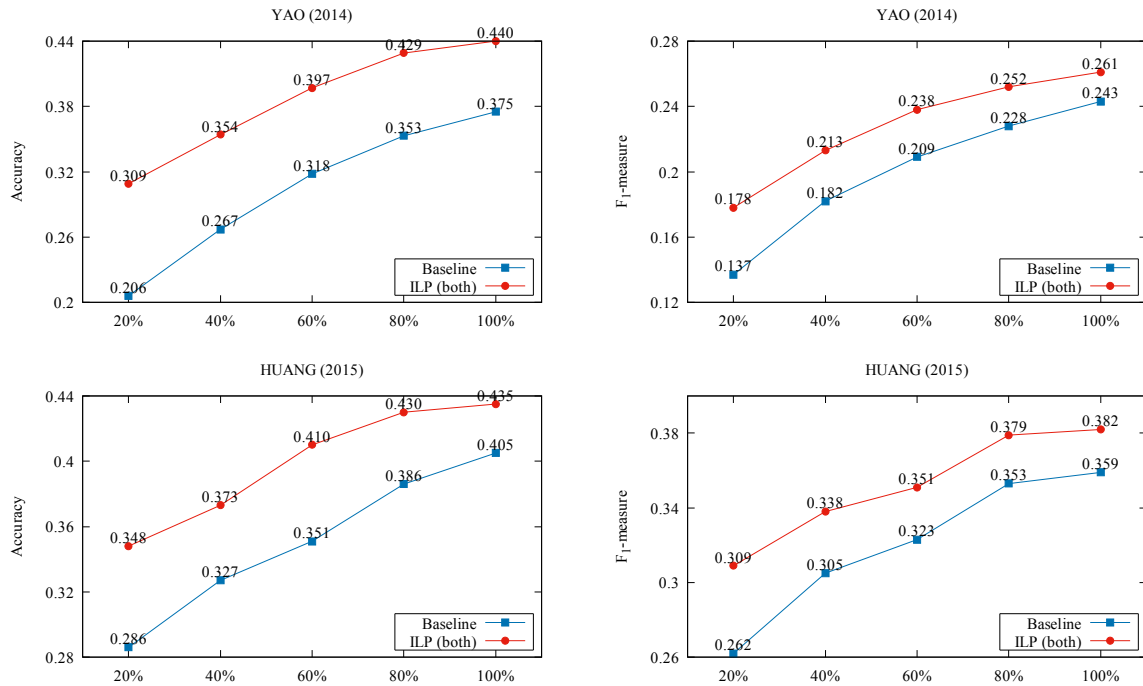 YAO (2014)
Accuracy
0.44
0.38
0.32
0.26
0.2
0.309
0.354
0.397
0.429
0.440
0.206
0.267
0.318
0.353
0.375
Baseline
ILP (both)
20% 40% 60% 80% 100%
YAO (2014)
F1-measure
0.28
0.24
0.2
0.16
0.12
0.178
0.213
0.238
0.252
0.261
0.137
0.182
0.209
0.228
0.243
Baseline
ILP (both)
20% 40% 60% 80% 100%
HUANG (2015)
Accuracy
0.44
0.4
0.36
0.32
0.28
0.348
0.373
0.410
0.430
0.435
0.286
0.327
0.351
0.386
0.405
Baseline
ILP (both)
20% 40% 60% 80% 100%
HUANG (2015)
F1-measure
0.38
0.34
0.3
0.26
0.309
0.338
0.351
0.379
0.382
0.262
0.305
0.323
0.353
0.359
Baseline
ILP (both)
20% 40% 60% 80% 100%